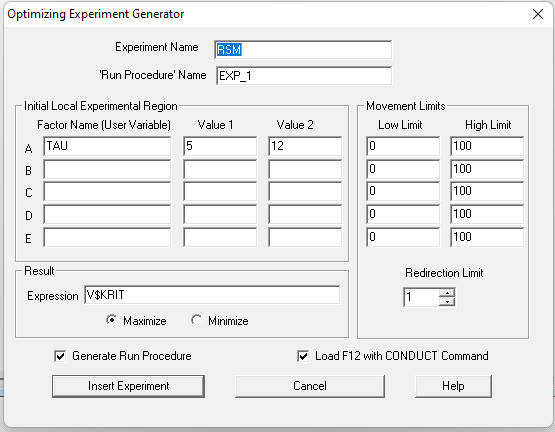 Optimizing Experiment Generator
Experiment Name RSM
'Run Procedure' Name EXP_1
Initial Local Experimental Region Movement Limits
Factor Name (User Variable) Value 1 Value 2 Low Limit High Limit
A TAU 5 12 0 100
B 0 100
C 0 100
D 0 100
E 0 100
Result
Redirection Limit
Expression V$KRIT 1
Maximize Minimize
Generate Run Procedure Load F12 with CONDUCT Command
Insert Experiment Cancel Help